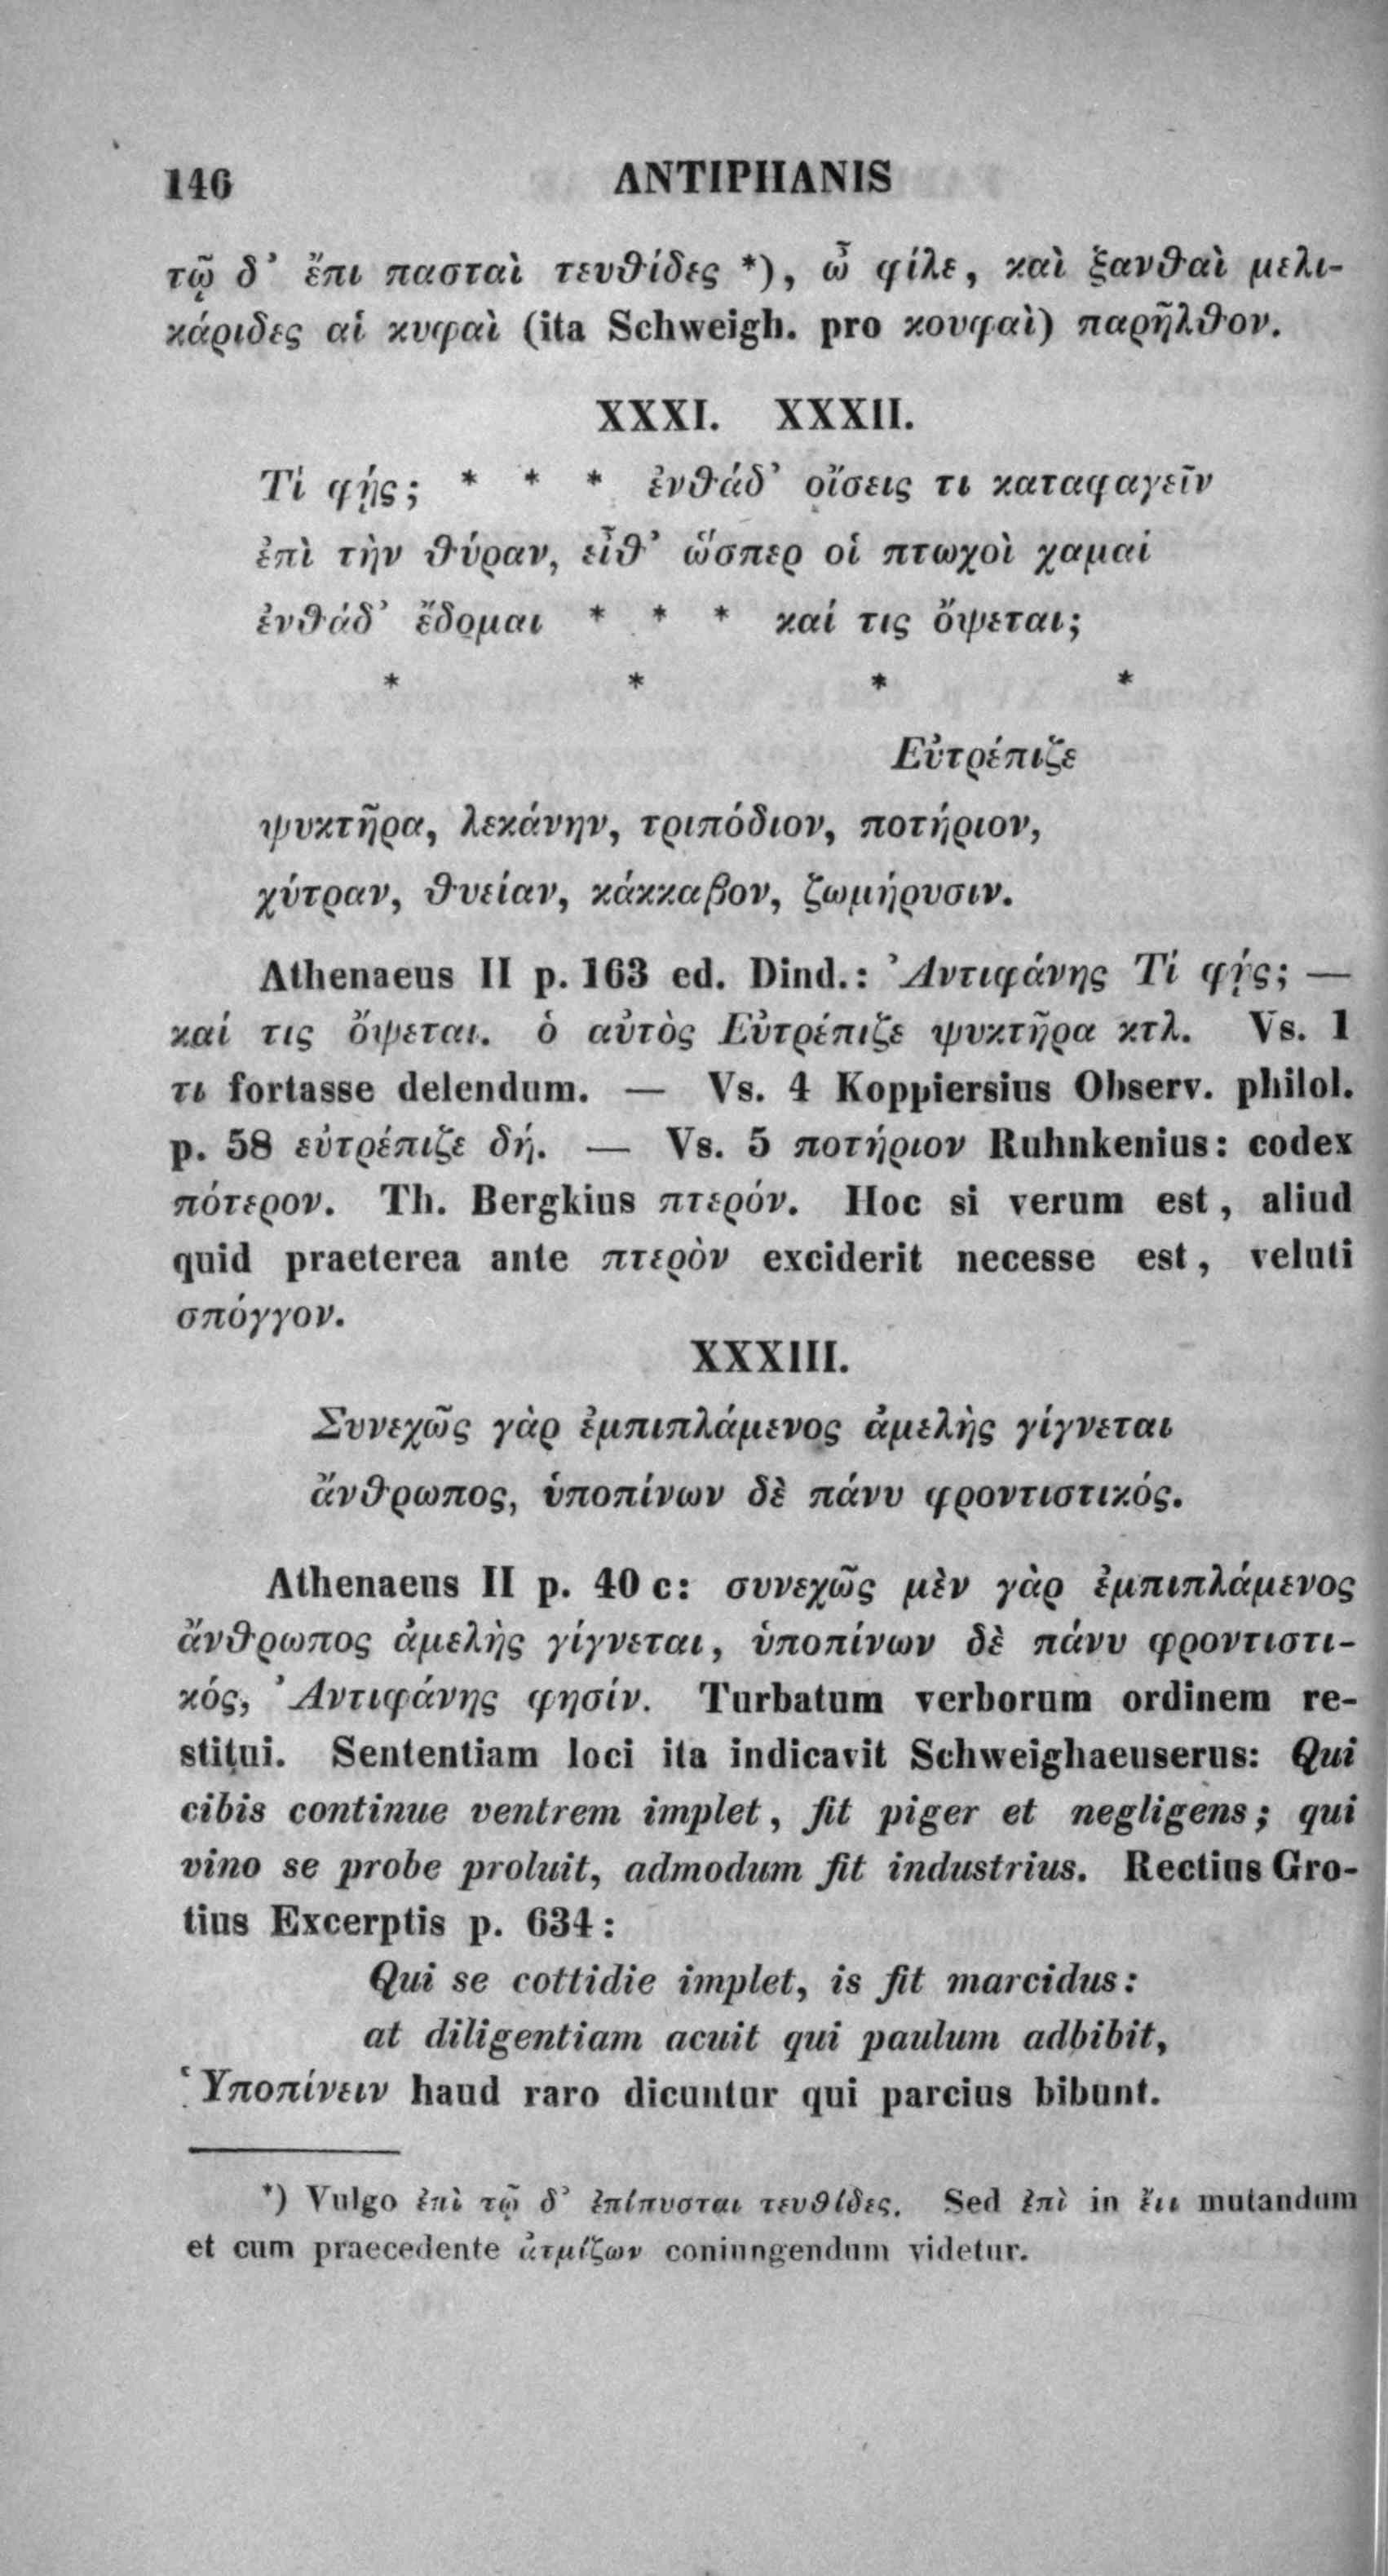 146 ANTIPHANIS
τῷ δ᾽ ἔπι πασταὶ τευθίδες *), ὦ φίλε, καὶ ξανθαὶ μελι-
κάριδες αἱ κυφαὶ (ita Schweigh. pro κουφαὶ) παρῆλθον.
XXXI. XXXII.
Τί φῄς; * * * ἐνθάδ᾽ οἴσεις τι καταφαγεῖν
ἐπὶ τὴν θύραν, εἶθ᾽ ὥσπερ οἱ πτωχοὶ χαμαί
ἐνθάδ᾽ ἔδομαι * * * καί τις ὄψεται;
* * * *
Εὐτρέπιζε
ψυκτῆρα, λεκάνην, τριπόδιον, ποτήριον,
χύτραν, θυείαν, κάκκαβον, ζωμήρυσιν.
Athenaeus II p. 163 ed. Dind.: Ἀντιφάνης Τί φῄς; —
καί τις ὄψεται. ὁ αὐτὸς Εὐτρέπιζε ψυκτῆρα κτλ. Vs. 1
τι fortasse delendum. — Vs. 4 Koppiersius Observ. philol.
p. 58 εὐτρέπιζε δή. — Vs. 5 ποτήριον Ruhnkenius: codex
πότερον. Th. Bergkius πτερόν. Hoc si verum est, aliud
quid praeterea ante πτερὸν exciderit necesse est, veluti
σπόγγον.
XXXIII.
Συνεχῶς γὰρ ἐμπιπλάμενος ἀμελὴς γίγνεται
ἄνθρωπος, ὑποπίνων δὲ πάνυ φροντιστικός.
Athenaeus II p. 40 c: συνεχῶς μὲν γὰρ ἐμπιπλάμενος
ἄνθρωπος ἀμελὴς γίγνεται, ὑποπίνων δὲ πάνυ φροντιστι-
κός, Ἀντιφάνης φησίν. Turbatum verborum ordinem re-
stitui. Sententiam loci ita indicavit Schweighaeuserus: Qui
cibis continue ventrem implet, fit piger et negligens; qui
vino se probe proluit, admodum fit industrius. Rectius Gro-
tius Excerptis p. 634:
Qui se cottidie implet, is fit marcidus:
at diligentiam acuit qui paulum adbibit,
Ὑποπίνειν haud raro dicuntur qui parcius bibunt.
*) Vulgo ἐπὶ τῷ δ᾽ ἐπίπυσται τευθίδες. Sed ἐπὶ in ἔτι mutandum
et cum praecedente ἀτμίζων coniungendum videtur.